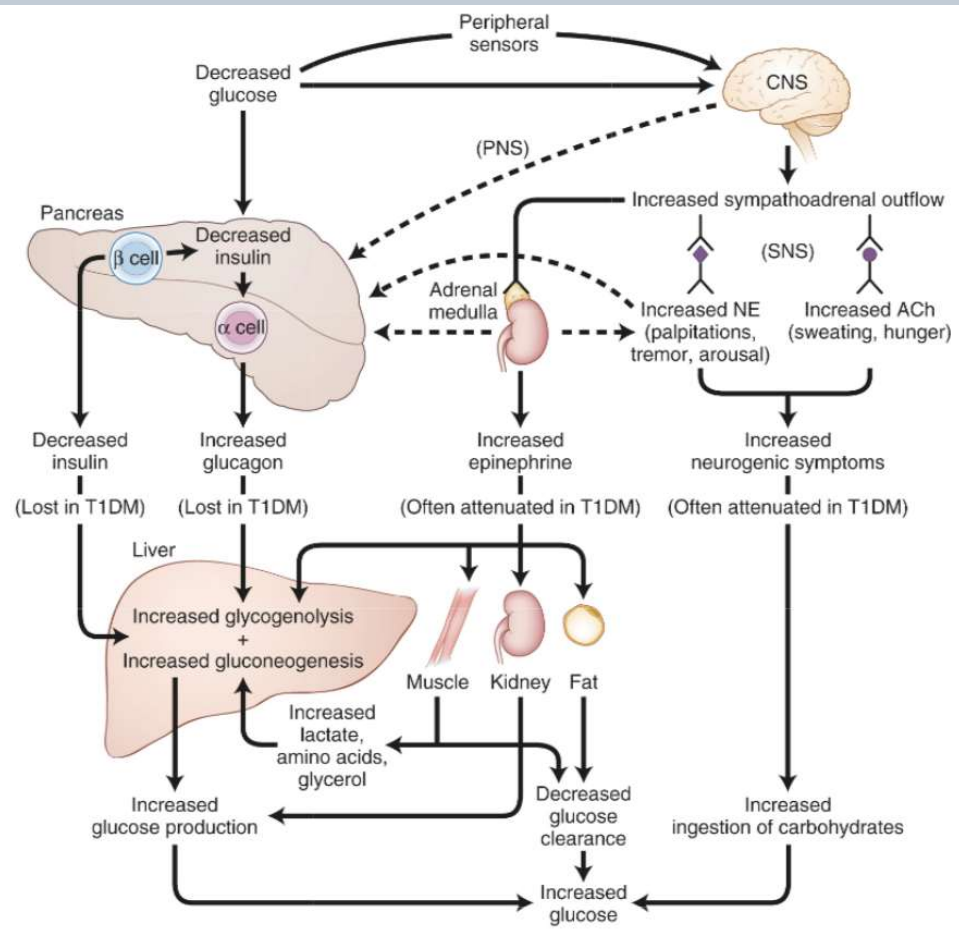 Peripheral
sensors
Decreased
glucose
CNS
(PNS)
Increased sympathoadrenal outflow
Pancreas
β cell
Decreased
insulin
(SNS)
α cell
Adrenal
medulla
Increased NE
(palpitations,
tremor, arousal)
Increased ACh
(sweating, hunger)
Decreased
insulin
Increased
glucagon
Increased
epinephrine
Increased
neurogenic symptoms
(Lost in T1DM)
(Lost in T1DM)
(Often attenuated in T1DM)
(Often attenuated in T1DM)
Liver
Increased glycogenolysis
+
Increased gluconeogenesis
Muscle
Kidney
Fat
Increased
lactate,
amino acids,
glycerol
Increased
glucose production
Decreased
glucose
clearance
Increased
ingestion of carbohydrates
Increased
glucose